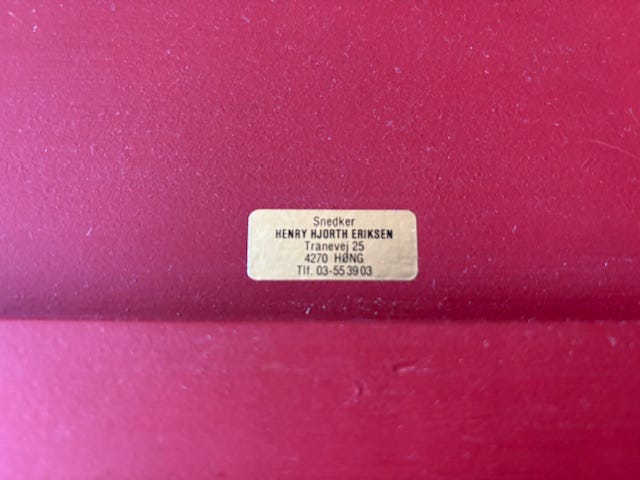 Snedker
HENRY HJORTH ERIKSEN
Tranevej 25
4270 HØNG
Tlf. 03-55 39 03